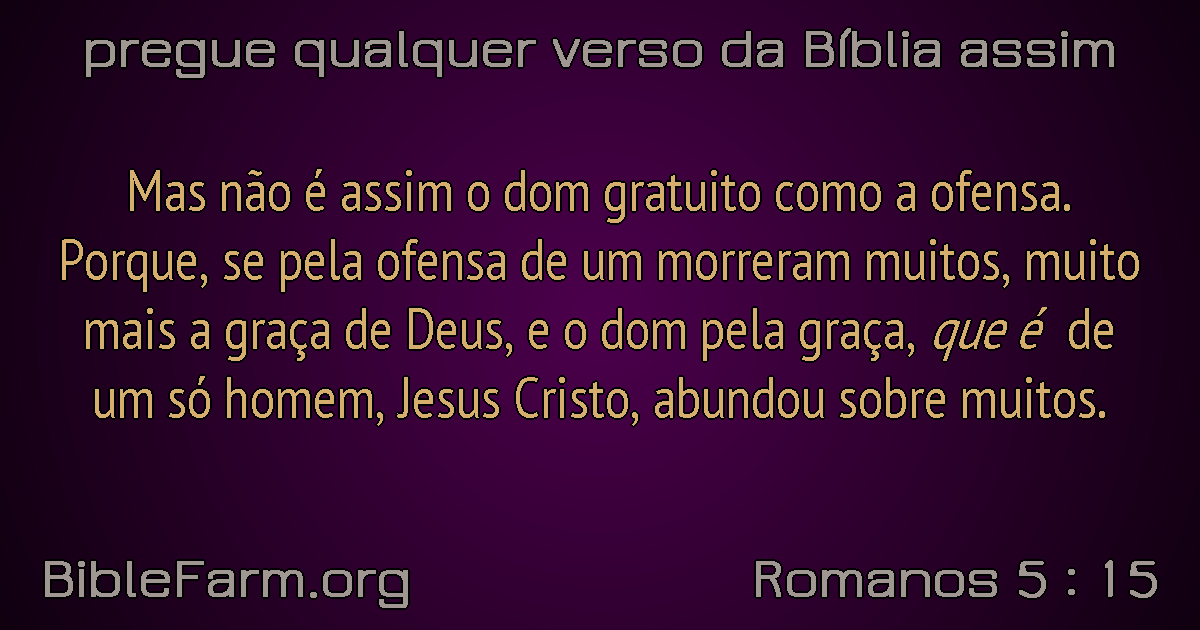 pregue qualquer verso da Bíblia assim
Mas não é assim o dom gratuito como a ofensa.
Porque, se pela ofensa de um morreram muitos, muito
mais a graça de Deus, e o dom pela graça, que é de
um só homem, Jesus Cristo, abundou sobre muitos.
BibleFarm.org
Romanos 5 : 15